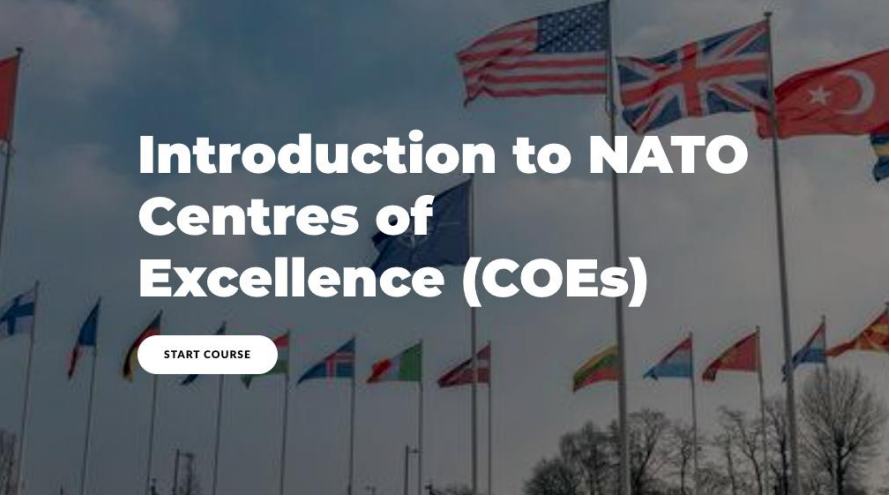 Introduction to NATO
Centres of
Excellence (COEs)
START COURSE